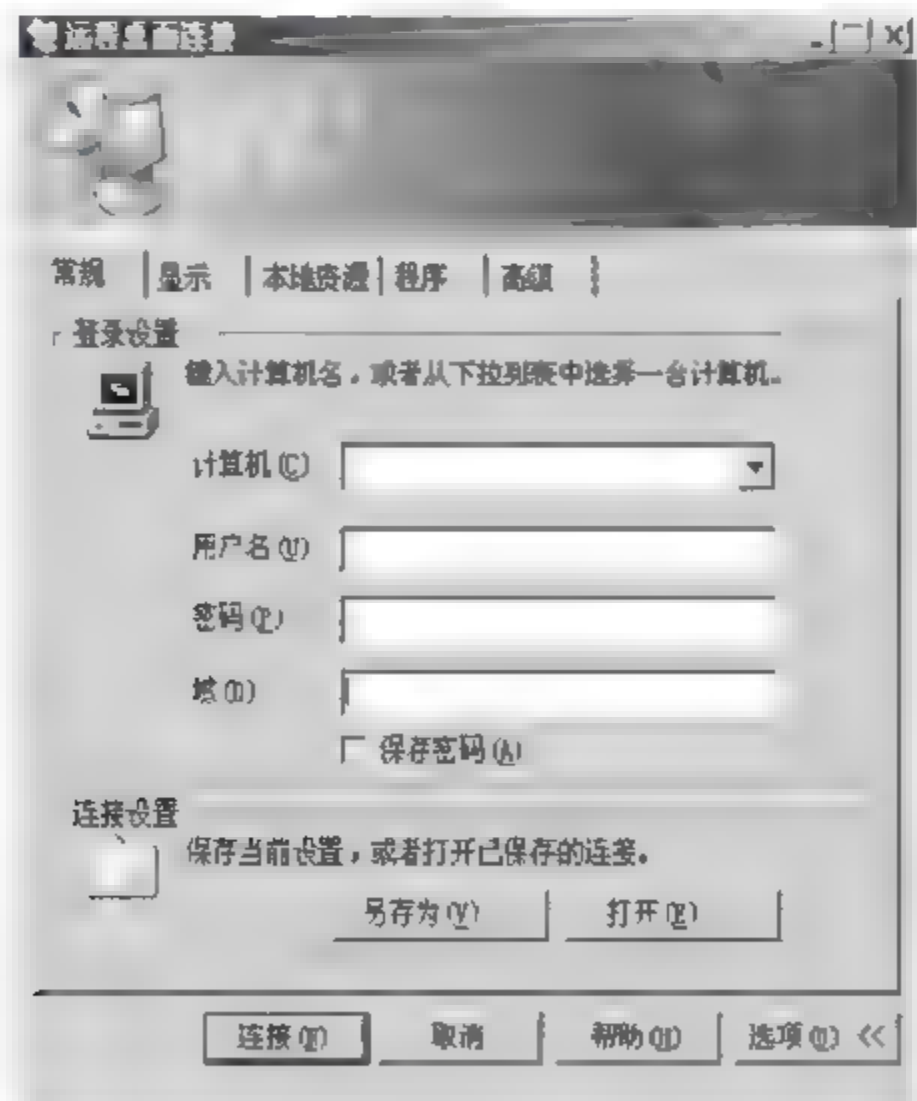 远程桌面连接
常规 显示 本地资源 程序 高级
登录设置
键入计算机名，或者从下拉列表中选择一台计算机。
计算机(C)
用户名(U)
密码(P)
域(D)
保存密码(A)
连接设置
保存当前设置，或者打开已保存的连接。
另存为(V) 打开(E)
连接(N) 取消 帮助(H) 选项(O) <<